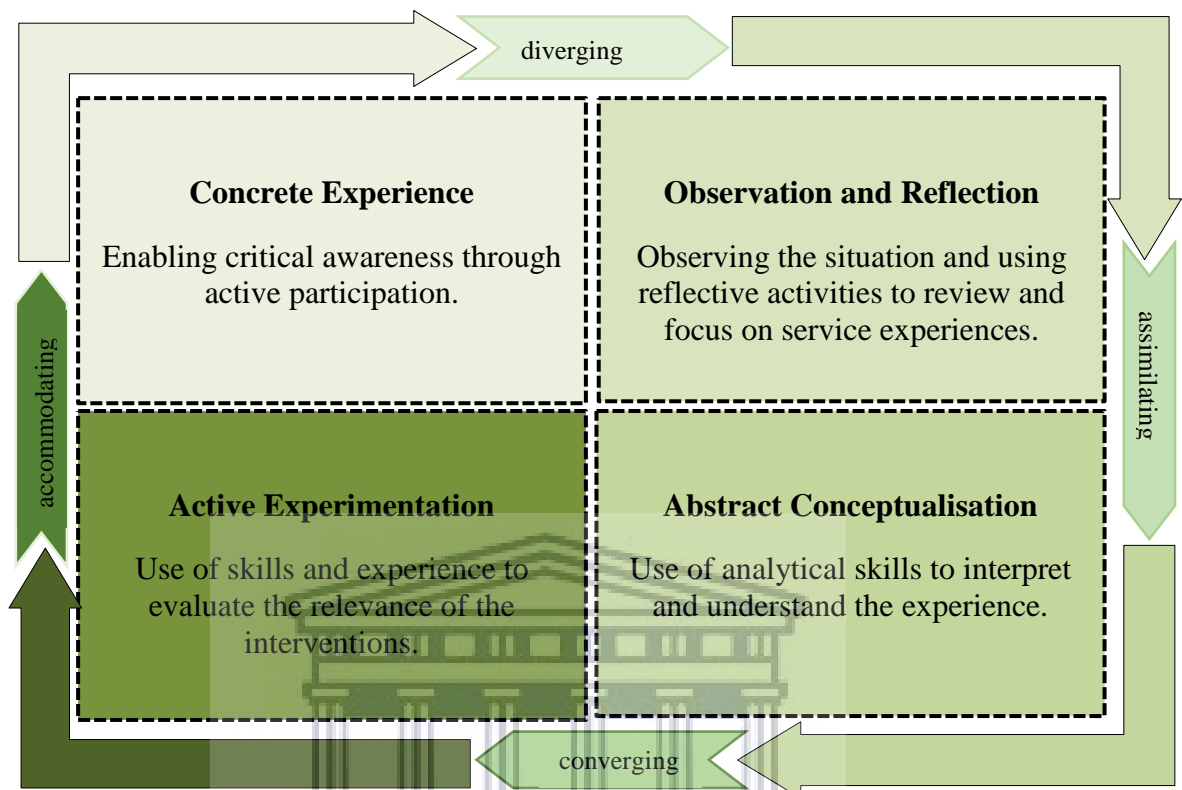 diverging
Concrete Experience
Enabling critical awareness through
active participation.
Observation and Reflection
Observing the situation and using
reflective activities to review and
focus on service experiences.
assimilating
accommodating
Active Experimentation
Use of skills and experience to
evaluate the relevance of the
interventions.
Abstract Conceptualisation
Use of analytical skills to interpret
and understand the experience.
converging